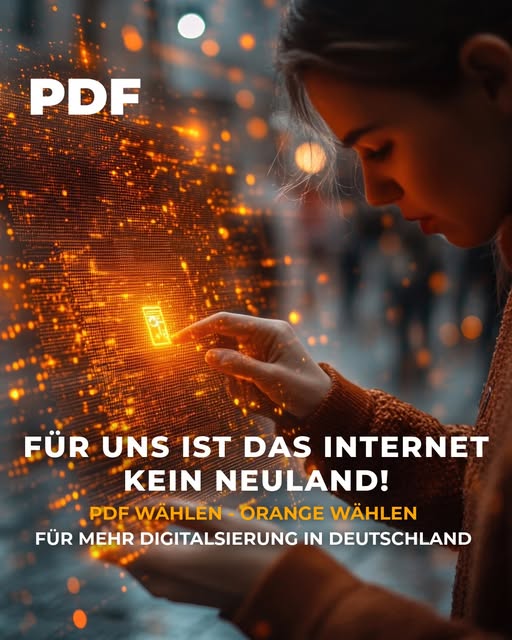 PDF
FÜR UNS IST DAS INTERNET
KEIN NEULAND!
PDF WÄHLEN - ORANGE WÄHLEN
FÜR MEHR DIGITALSIERUNG IN DEUTSCHLAND